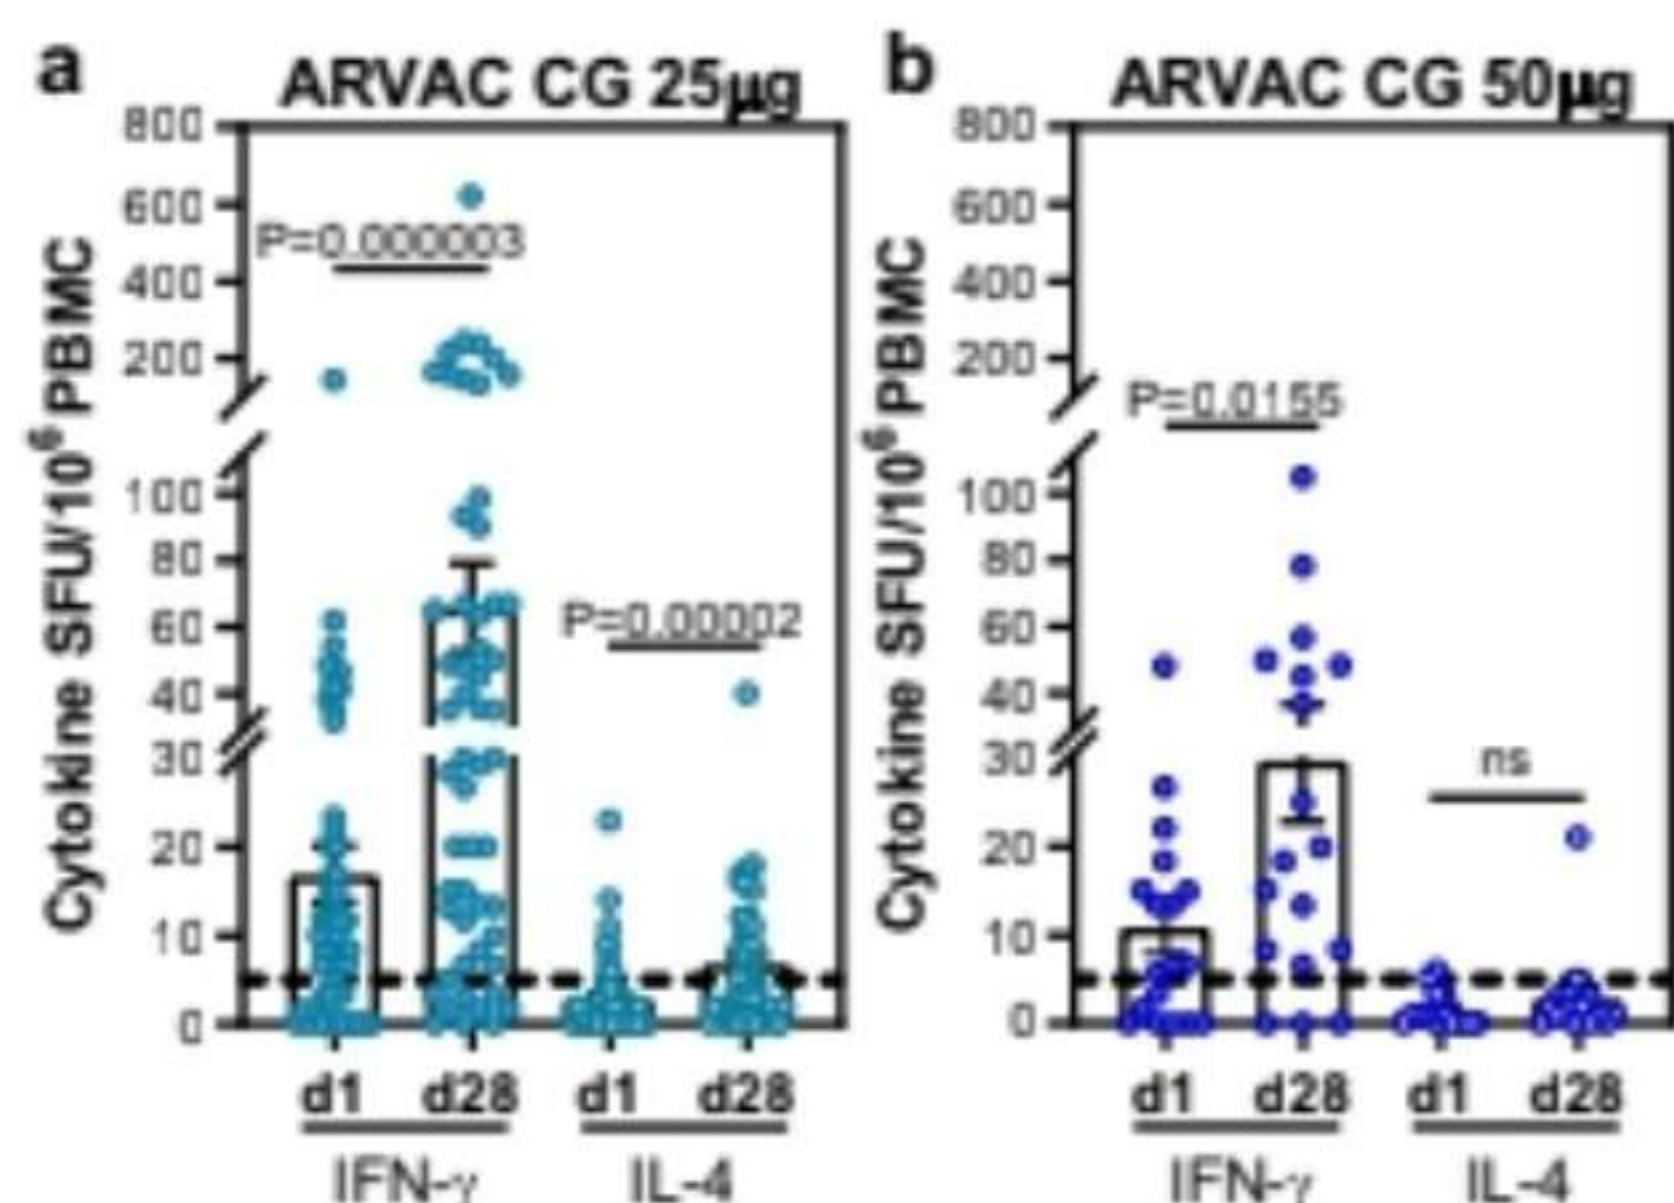 a
ARVAC CG 25µg
Cytokine SFU/10⁶ PBMC
800
600
400
200
100
80
60
40
30
20
10
0
P=0.000003
P=0.00002
d1 d28 d1 d28
IFN-γ IL-4
b
ARVAC CG 50µg
Cytokine SFU/10⁶ PBMC
800
600
400
200
100
80
60
40
30
20
10
0
P=0.0155
ns
d1 d28 d1 d28
IFN-γ IL-4